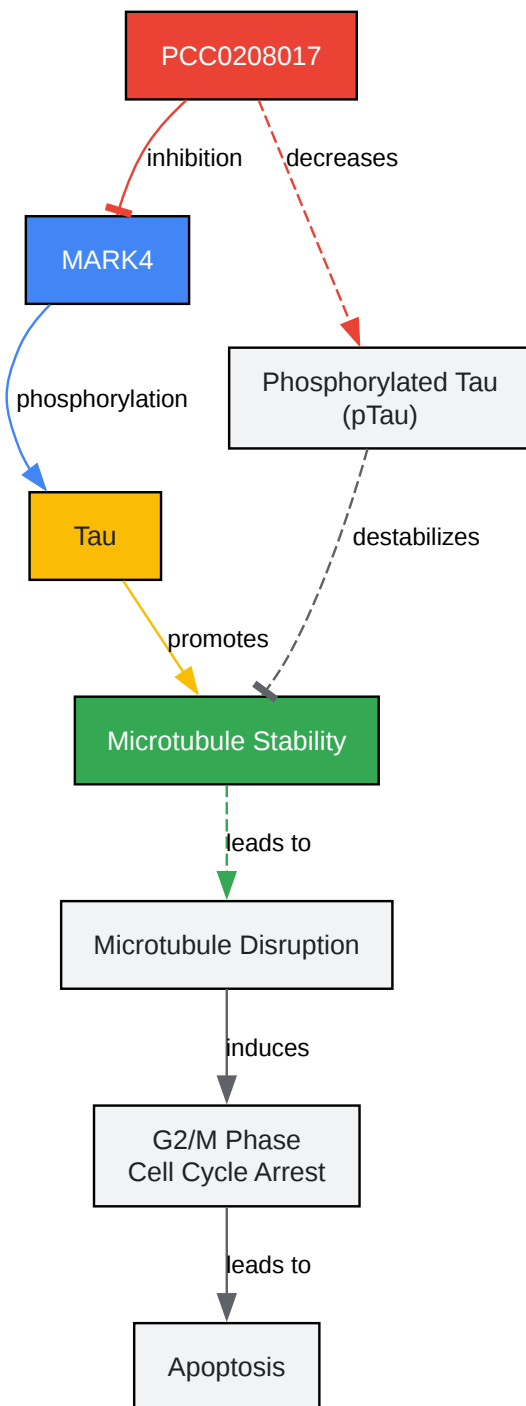 PCC0208017
inhibition
decreases
MARK4
Phosphorylated Tau
(pTau)
phosphorylation
Tau
destabilizes
promotes
Microtubule Stability
leads to
Microtubule Disruption
induces
G2/M Phase
Cell Cycle Arrest
leads to
Apoptosis